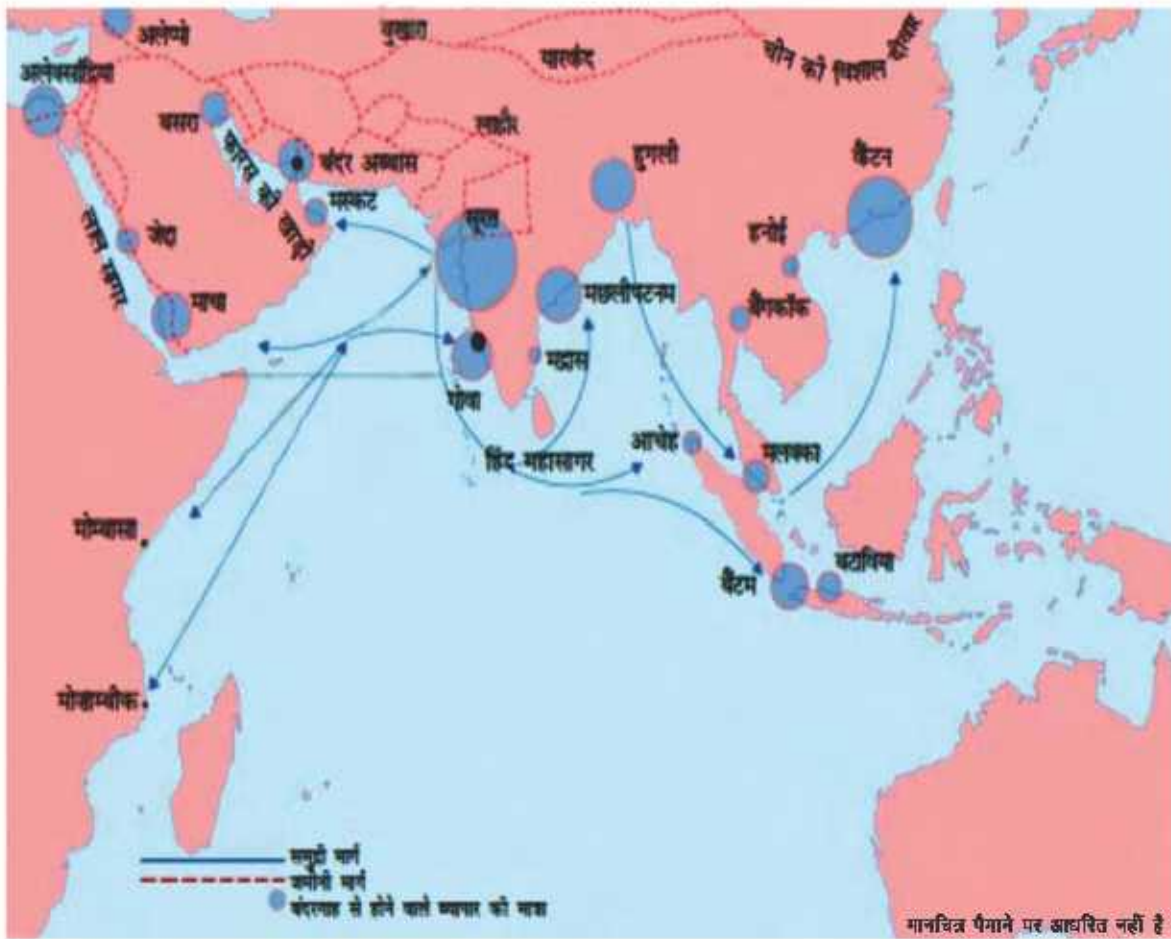 अलेप्पो
बुखारा
यारकंद
चीन की विशाल दीवार
अलेक्सांद्रिया
बसरा
लाहौर
फारस की खाड़ी
बंदर अब्बास
हुगली
कैंटन
मस्कट
सूरत
लाल सागर
जेद्दा
हनोई
माचा
मछलीपटनम
बैंगकॉक
मद्रास
गोवा
आचेह
मलक्का
हिंद महासागर
मोम्बासा
बटाविया
बैंटम
मोज़ाम्बीक
समुद्री मार्ग
ज़मीनी मार्ग
बंदरगाह से होने वाले व्यापार की मात्रा
मानचित्र पैमाने पर आधारित नहीं है